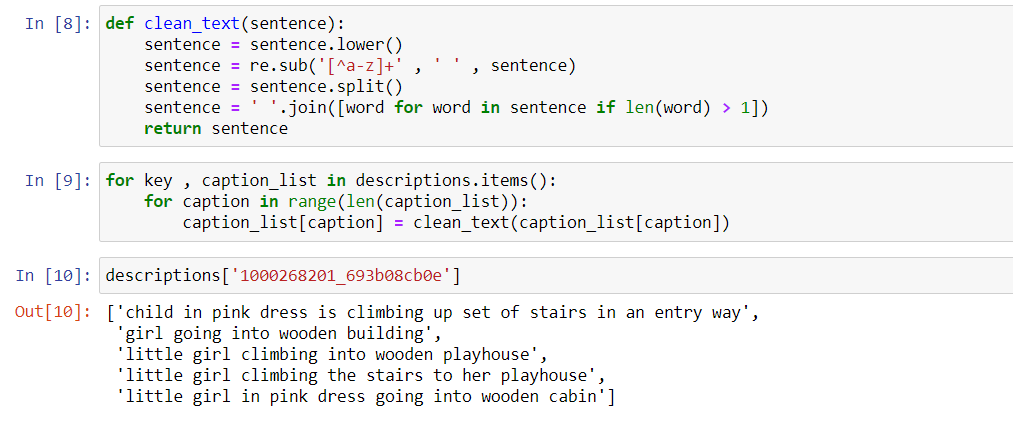 In [8]: def clean_text(sentence):
    sentence = sentence.lower()
    sentence = re.sub('[^a-z]+' , ' ' , sentence)
    sentence = sentence.split()
    sentence = ' '.join([word for word in sentence if len(word) > 1])
    return sentence
In [9]: for key , caption_list in descriptions.items():
    for caption in range(len(caption_list)):
        caption_list[caption] = clean_text(caption_list[caption])
In [10]: descriptions['1000268201_693b08cb0e']
Out[10]: ['child in pink dress is climbing up set of stairs in an entry way',
 'girl going into wooden building',
 'little girl climbing into wooden playhouse',
 'little girl climbing the stairs to her playhouse',
 'little girl in pink dress going into wooden cabin']